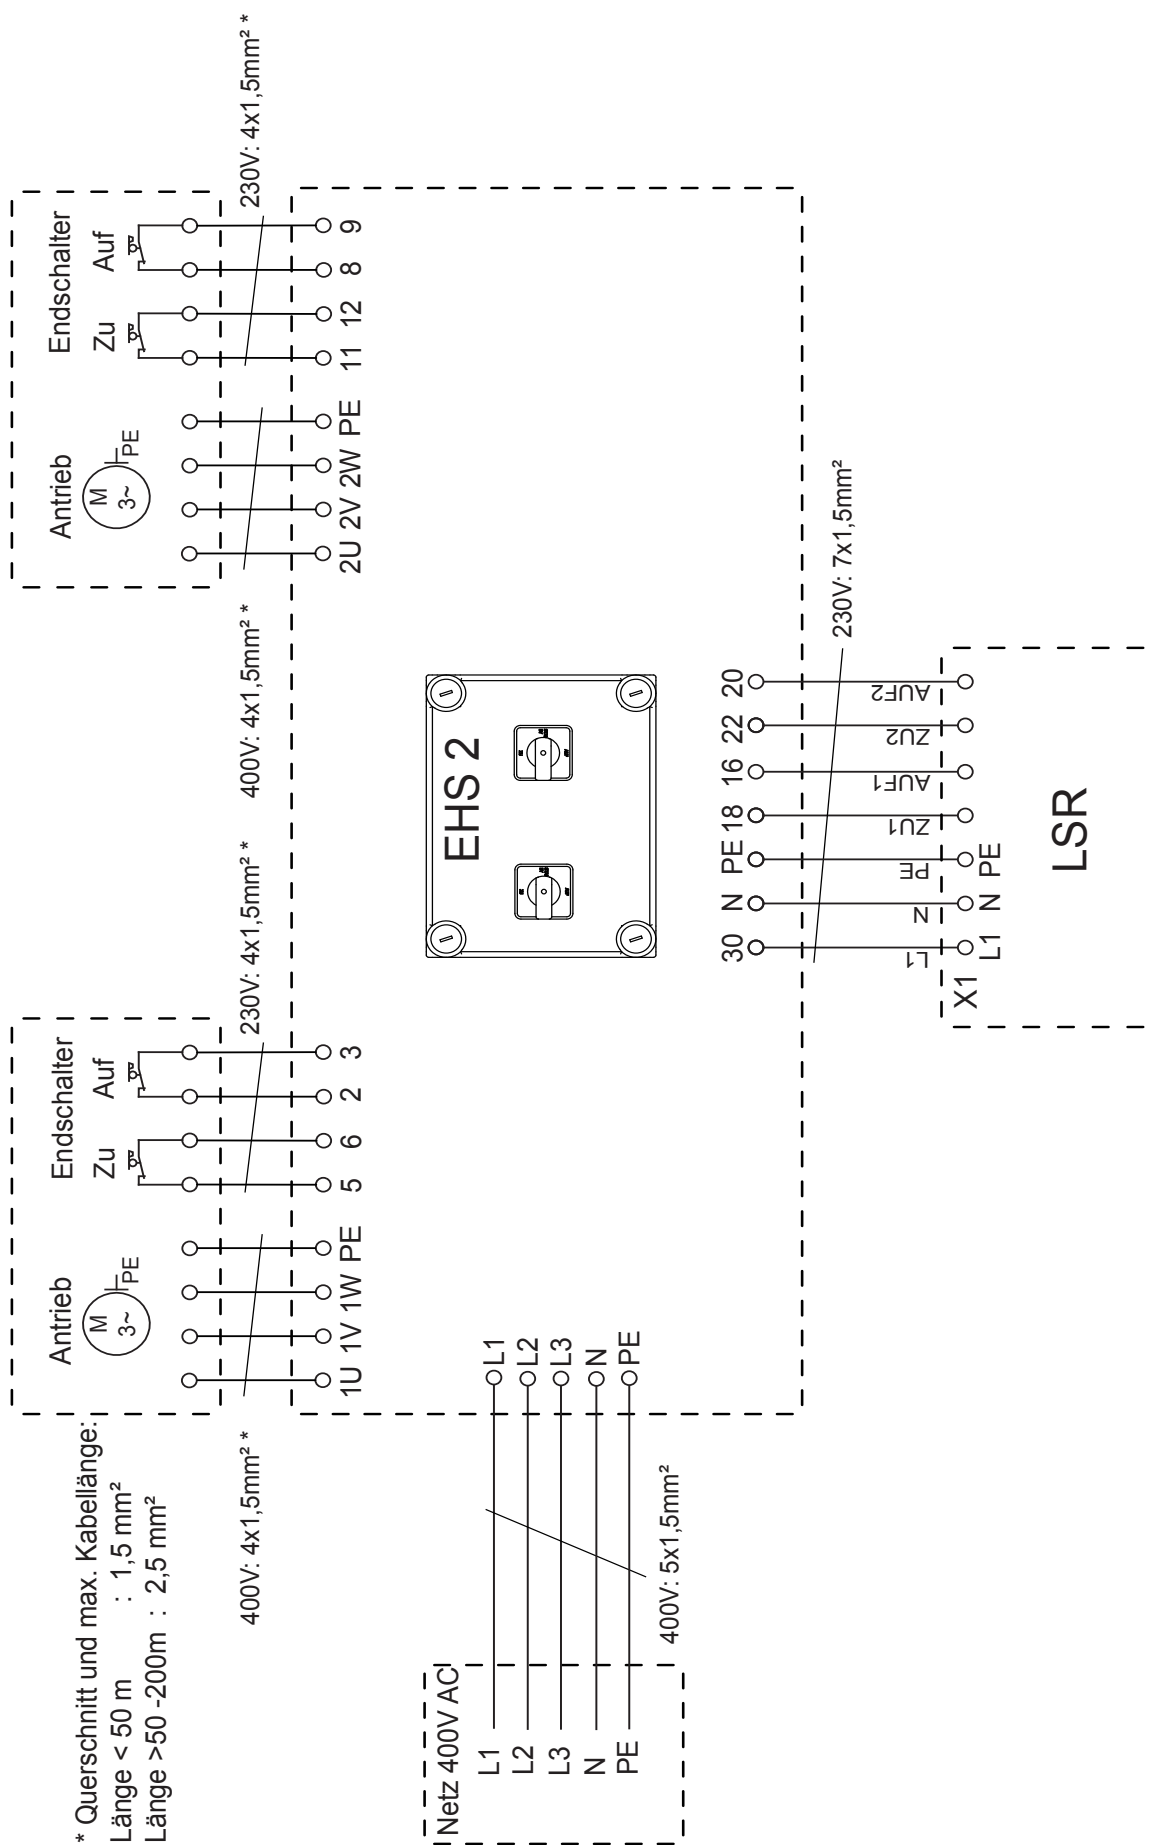 * Querschnitt und max. Kabellänge:
Länge < 50 m : 1,5 mm²
Länge >50 -200m : 2,5 mm²
Antrieb
M
3~
PE
Endschalter
Zu
Auf
400V: 4x1,5mm² *
230V: 4x1,5mm² *
1U 1V 1W PE 5 6 2 3
Antrieb
M
3~
PE
Endschalter
Zu
Auf
400V: 4x1,5mm² *
230V: 4x1,5mm² *
2U 2V 2W PE 11 12 8 9
Netz 400V AC
L1
L2
L3
N
PE
400V: 5x1,5mm²
L1
L2
L3
N
PE
EHS 2
30 N PE 18 16 22 20
230V: 7x1,5mm²
L1 N PE ZU1 AUF1 ZU2 AUF2
X1
L1 N PE
LSR